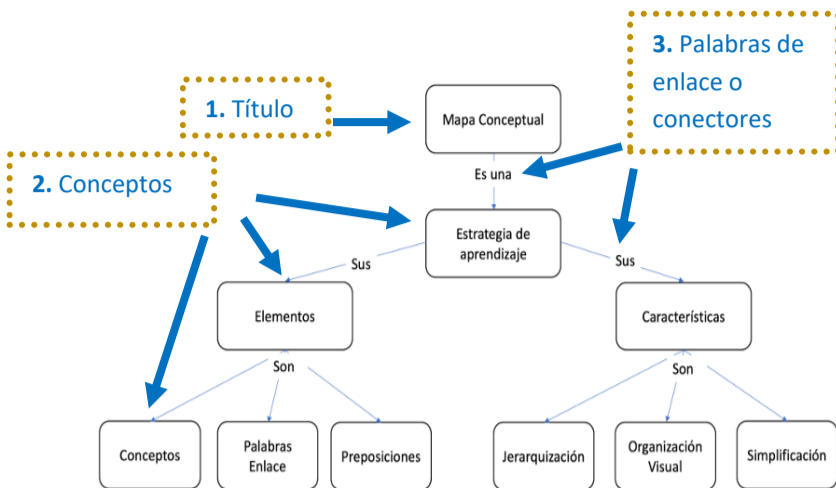 3. Palabras de
enlace o
conectores
1. Título
Mapa Conceptual
2. Conceptos
Es una
Estrategia de
aprendizaje
Sus
Sus
Elementos
Características
Son
Son
Conceptos
Palabras
Enlace
Preposiciones
Jerarquización
Organización
Visual
Simplificación